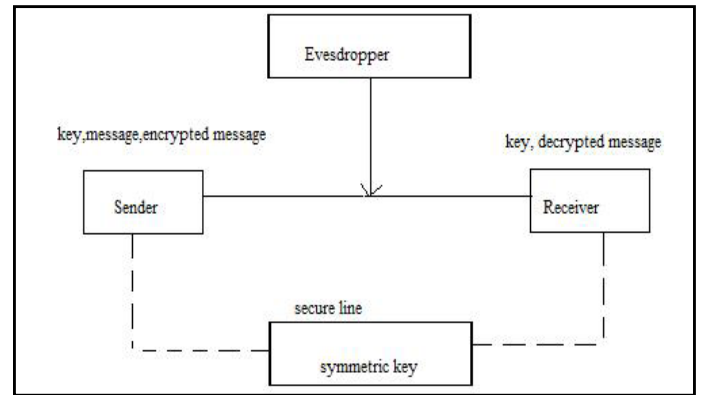 Evesdropper
key,message,encrypted message
key, decrypted message
Sender
Receiver
secure line
symmetric key